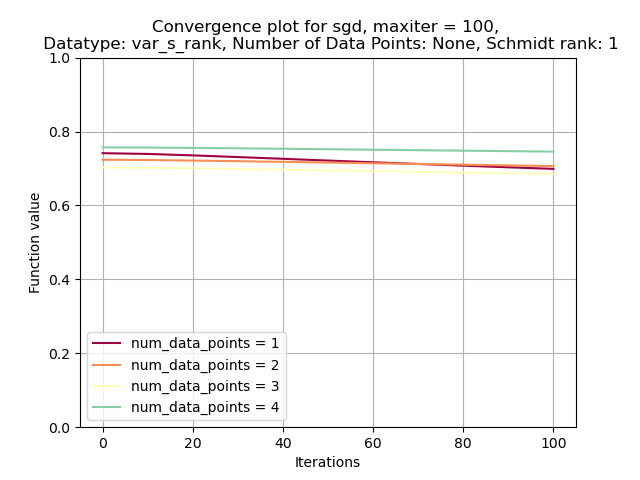 Convergence plot for sgd, maxiter = 100,
Datatype: var_s_rank, Number of Data Points: None, Schmidt rank: 1
1.0
0.8
0.6
0.4
0.2
0.0
Function value
num_data_points = 1
num_data_points = 2
num_data_points = 3
num_data_points = 4
0 20 40 60 80 100
Iterations